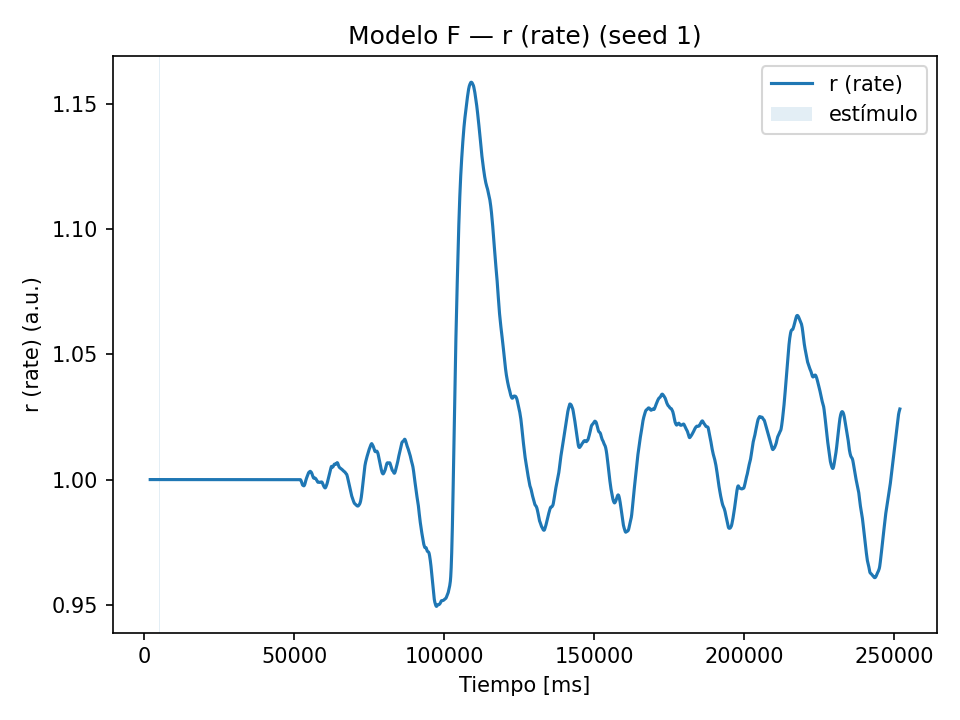 Modelo F — r (rate) (seed 1)
r (rate)
estímulo
r (rate) (a.u.)
1.15
1.10
1.05
1.00
0.95
0
50000
100000
150000
200000
250000
Tiempo [ms]